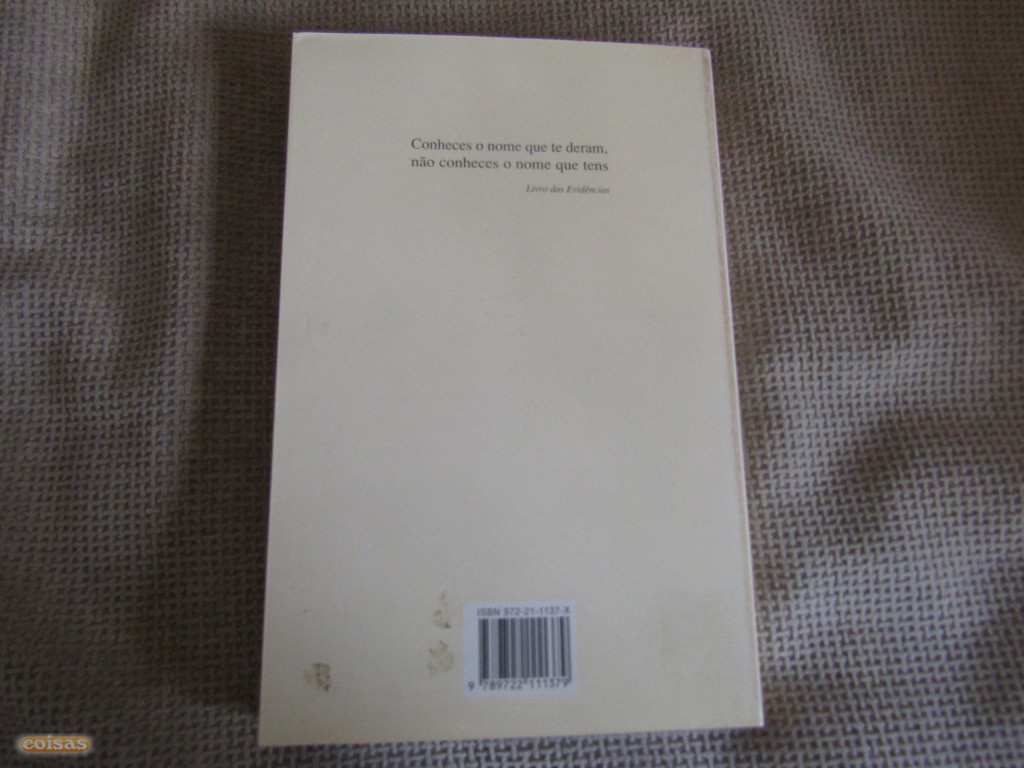 Conheces o nome que te deram,
não conheces o nome que tens
Livro das Evidências
ISBN 972-21-1137-X
9 789722 111379
coisas